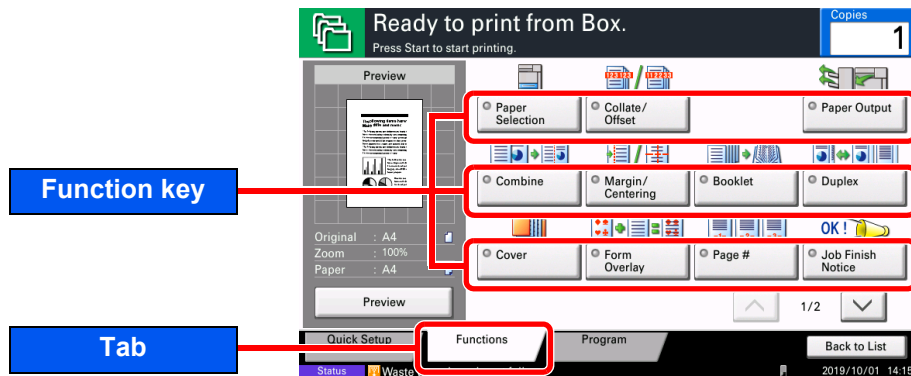 Ready to print from Box.
Press Start to start printing.
Copies
1
Preview
Paper Selection
Collate/ Offset
Paper Output
Function key
Combine
Margin/ Centering
Booklet
Duplex
Original : A4
Zoom : 100%
Paper : A4
OK !
Cover
Form Overlay
Page #
Job Finish Notice
Preview
1/2
Tab
Quick Setup
Functions
Program
Back to List
Status
Waste
2019/10/01 14:15